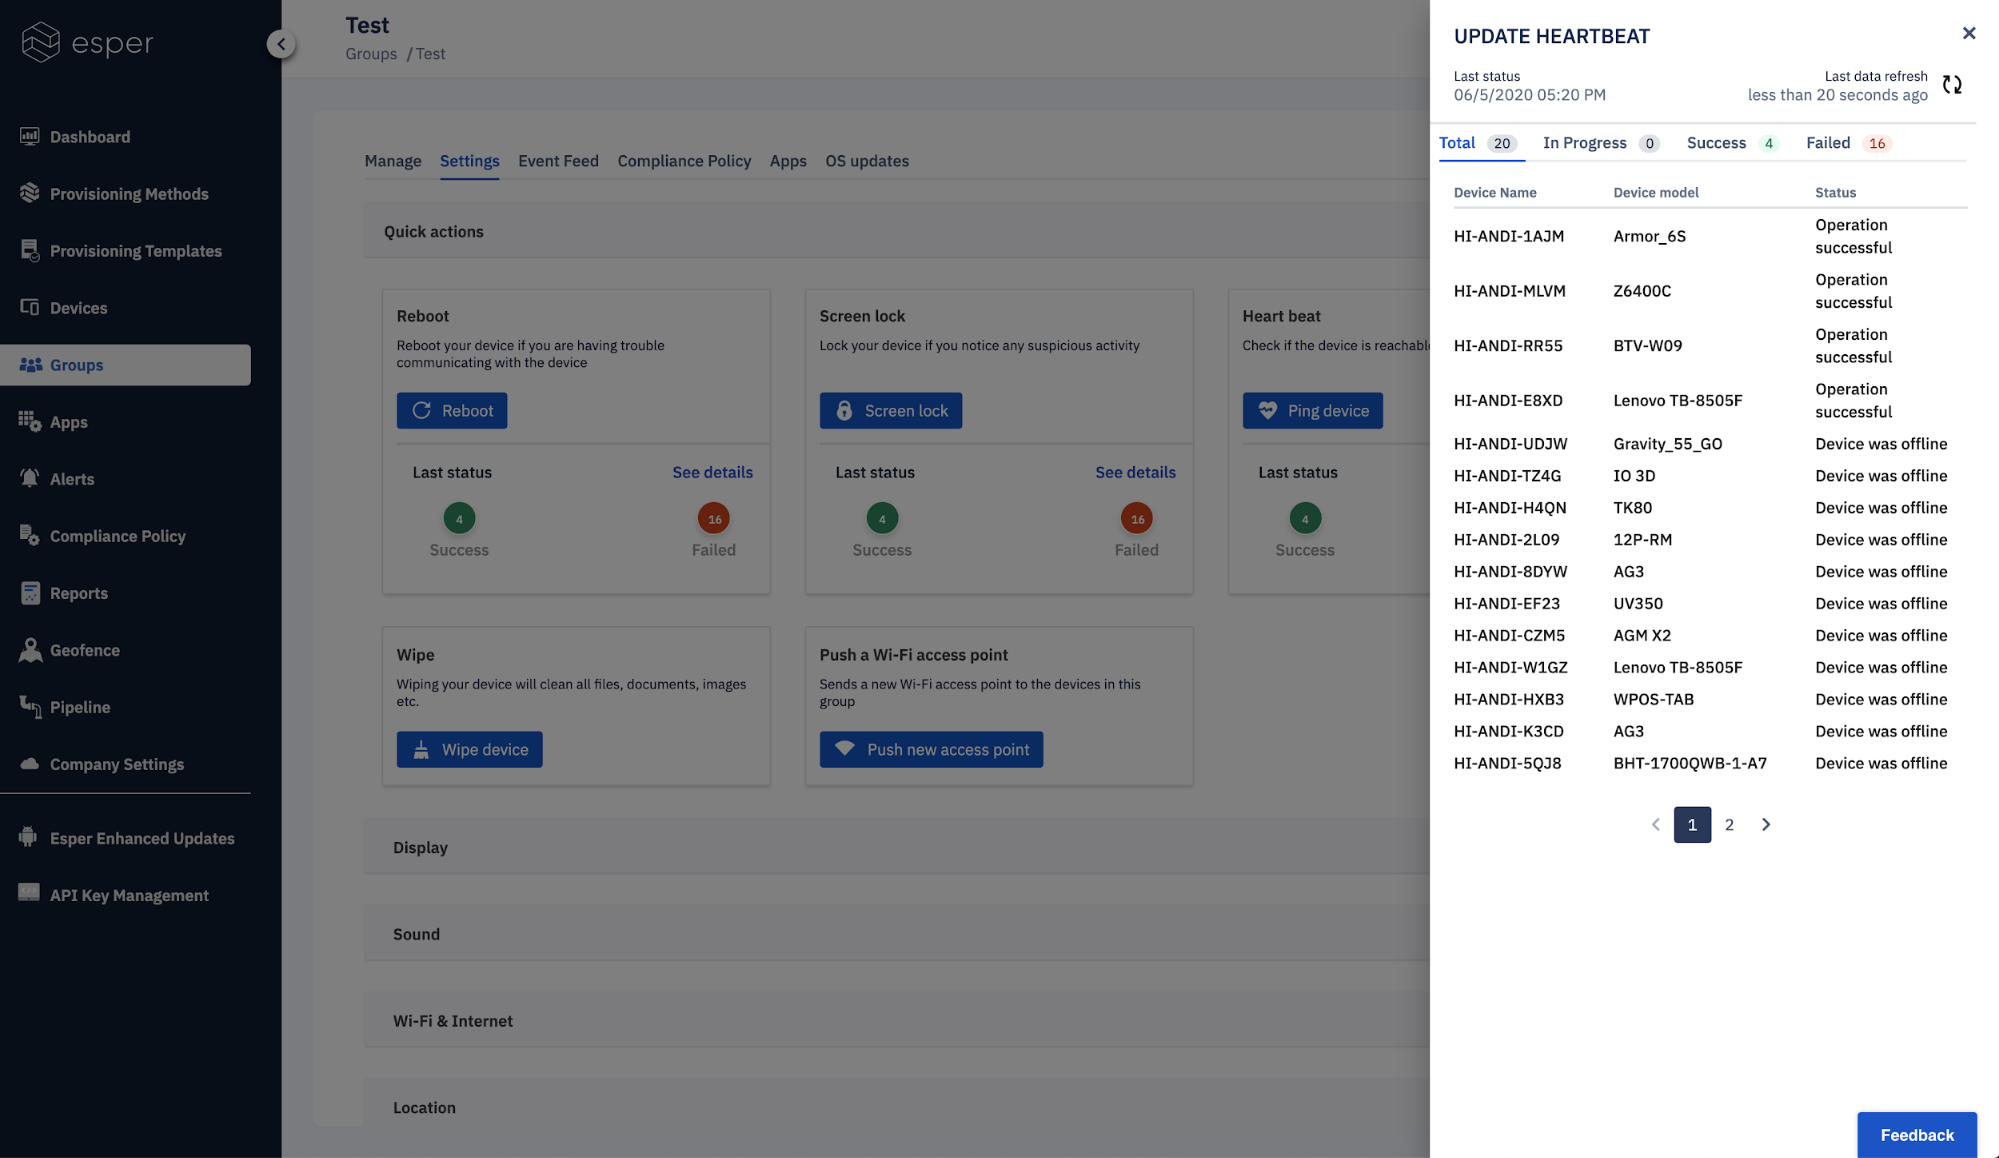 esper
Dashboard
Provisioning Methods
Provisioning Templates
Devices
Groups
Apps
Alerts
Compliance Policy
Reports
Geofence
Pipeline
Company Settings
Esper Enhanced Updates
API Key Management
Test
Groups / Test
Manage Settings Event Feed Compliance Policy Apps OS updates
Quick actions
Reboot
Reboot your device if you are having trouble
communicating with the device
Reboot
Last status See details
4 16
Success Failed
Screen lock
Lock your device if you notice any suspicious activity
Screen lock
Last status See details
4 16
Success Failed
Heart beat
Check if the device is reachabl
Ping device
Last status
4
Success
Wipe
Wiping your device will clean all files, documents, images
etc.
Wipe device
Push a Wi-Fi access point
Sends a new Wi-Fi access point to the devices in this
group
Push new access point
Display
Sound
Wi-Fi & Internet
Location
UPDATE HEARTBEAT
Last status
06/5/2020 05:20 PM
Last data refresh
less than 20 seconds ago
Total 20 In Progress 0 Success 4 Failed 16
Device Name Device model Status
HI-ANDI-1AJM Armor_6S Operation
successful
HI-ANDI-MLVM Z6400C Operation
successful
HI-ANDI-RR55 BTV-W09 Operation
successful
HI-ANDI-E8XD Lenovo TB-8505F Operation
successful
HI-ANDI-UDJW Gravity_55_GO Device was offline
HI-ANDI-TZ4G IO 3D Device was offline
HI-ANDI-H4QN TK80 Device was offline
HI-ANDI-2L09 12P-RM Device was offline
HI-ANDI-8DYW AG3 Device was offline
HI-ANDI-EF23 UV350 Device was offline
HI-ANDI-CZM5 AGM X2 Device was offline
HI-ANDI-W1GZ Lenovo TB-8505F Device was offline
HI-ANDI-HXB3 WPOS-TAB Device was offline
HI-ANDI-K3CD AG3 Device was offline
HI-ANDI-5QJ8 BHT-1700QWB-1-A7 Device was offline
1 2
Feedback